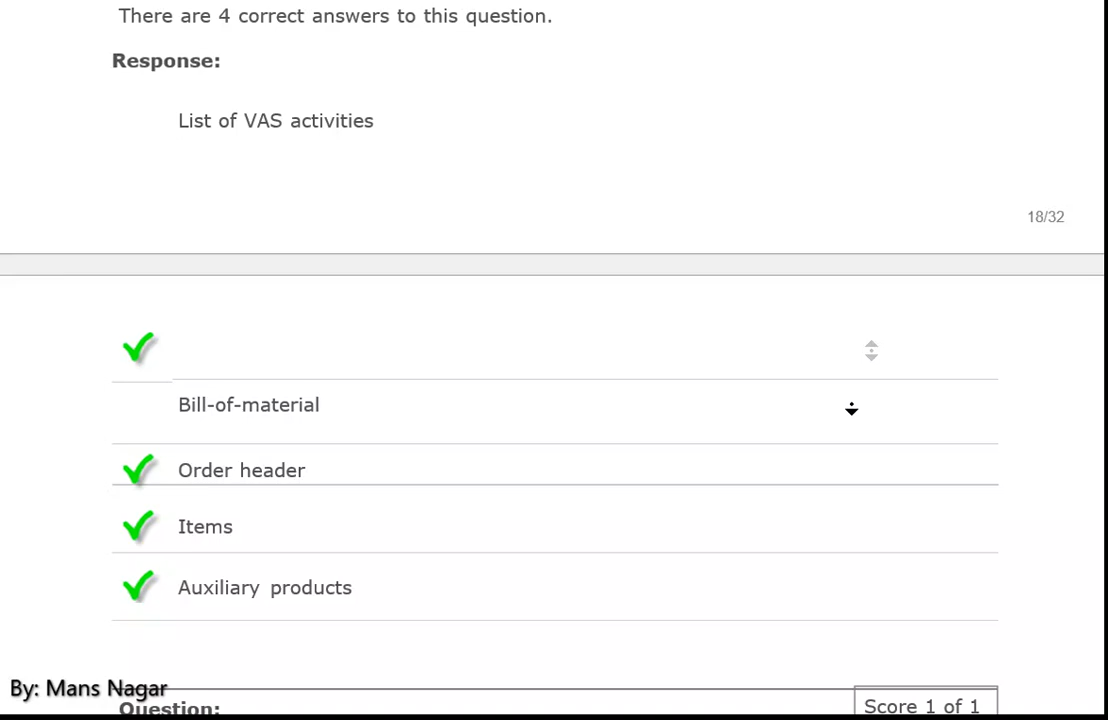 There are 4 correct answers to this question.
Response:
List of VAS activities
18/32
Bill-of-material
Order header
Items
Auxiliary products
By: Mans Nagar
Question:
Score 1 of 1